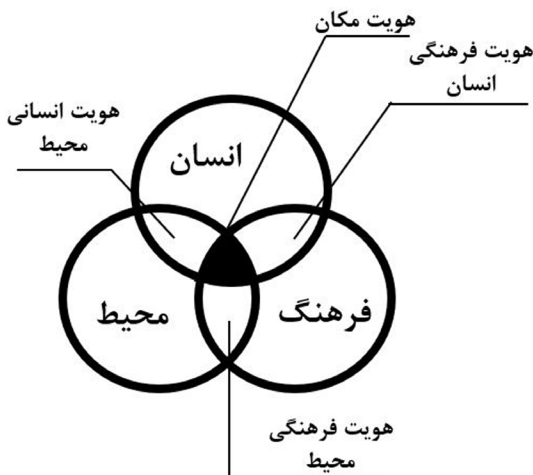 هویت مکان
هویت فرهنگی
انسان
هویت انسانی
محیط
انسان
محیط
فرهنگ
هویت فرهنگی
محیط